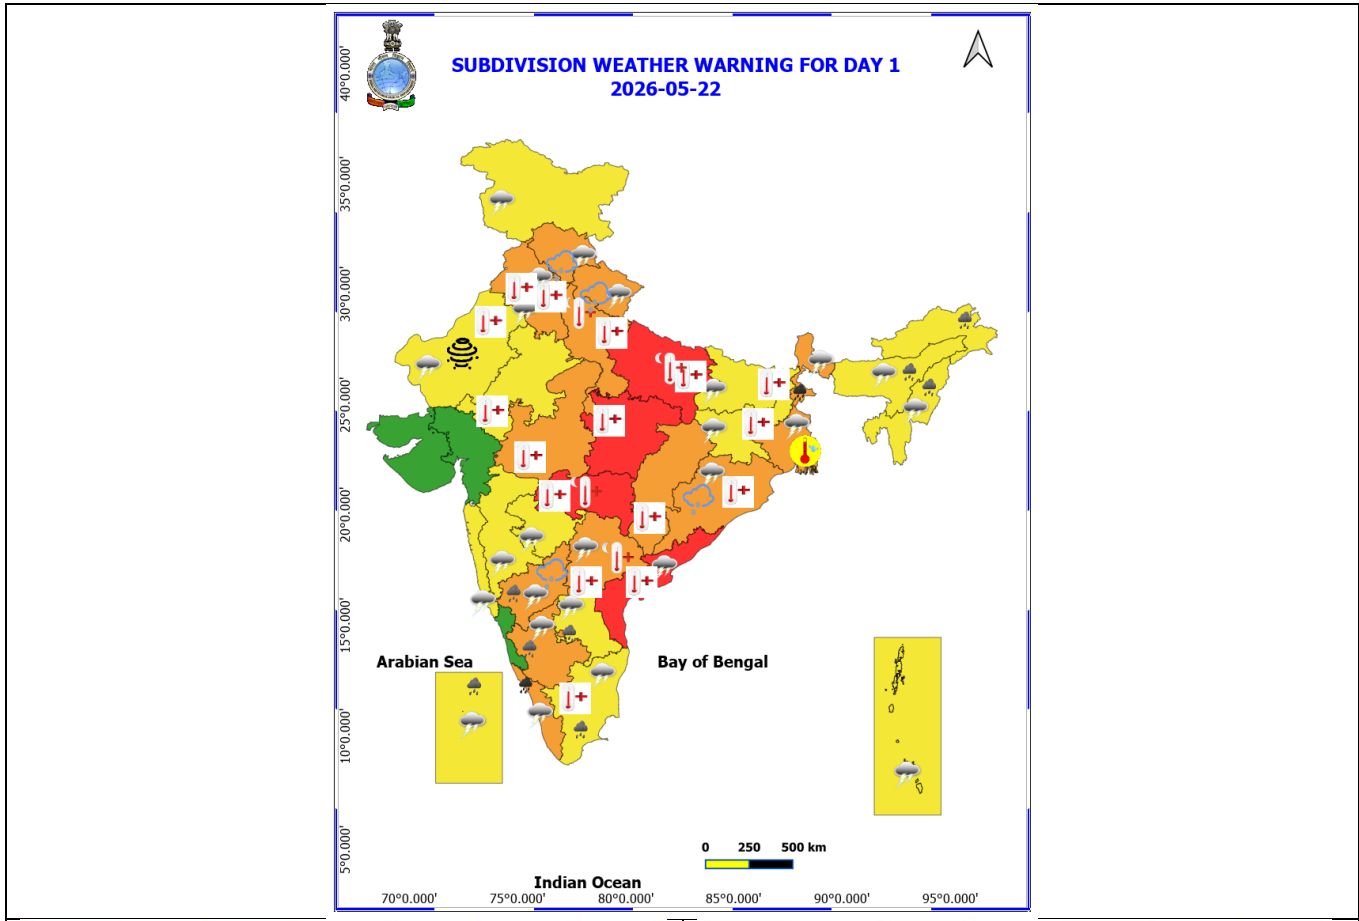 SUBDIVISION WEATHER WARNING FOR DAY 1
2026-05-22
40°0.000'
35°0.000'
30°0.000'
25°0.000'
20°0.000'
15°0.000'
10°0.000'
5°0.000'
Arabian Sea
Bay of Bengal
0 250 500 km
Indian Ocean
70°0.000' 75°0.000' 80°0.000' 85°0.000' 90°0.000' 95°0.000'